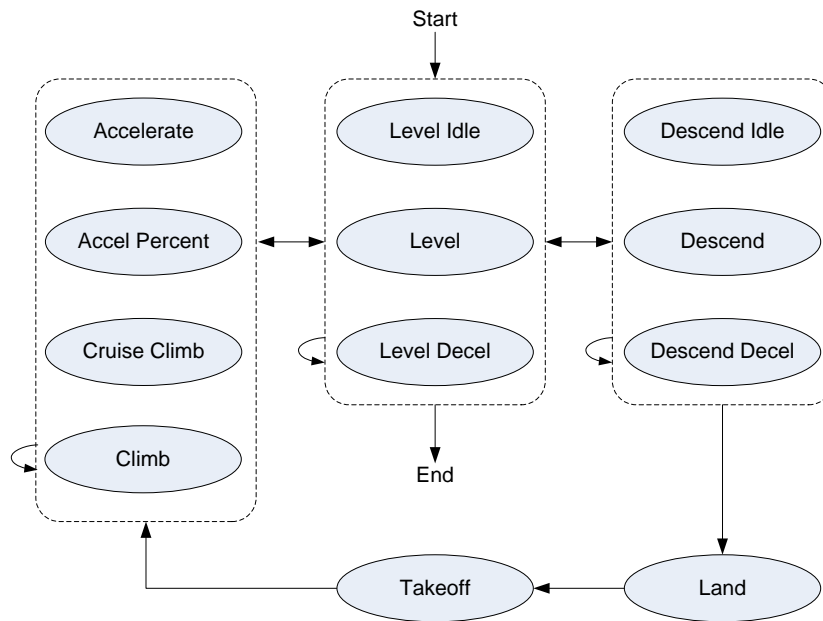 Start
Accelerate
Level Idle
Descend Idle
Accel Percent
Level
Descend
Cruise Climb
Level Decel
Descend Decel
Climb
End
Takeoff
Land